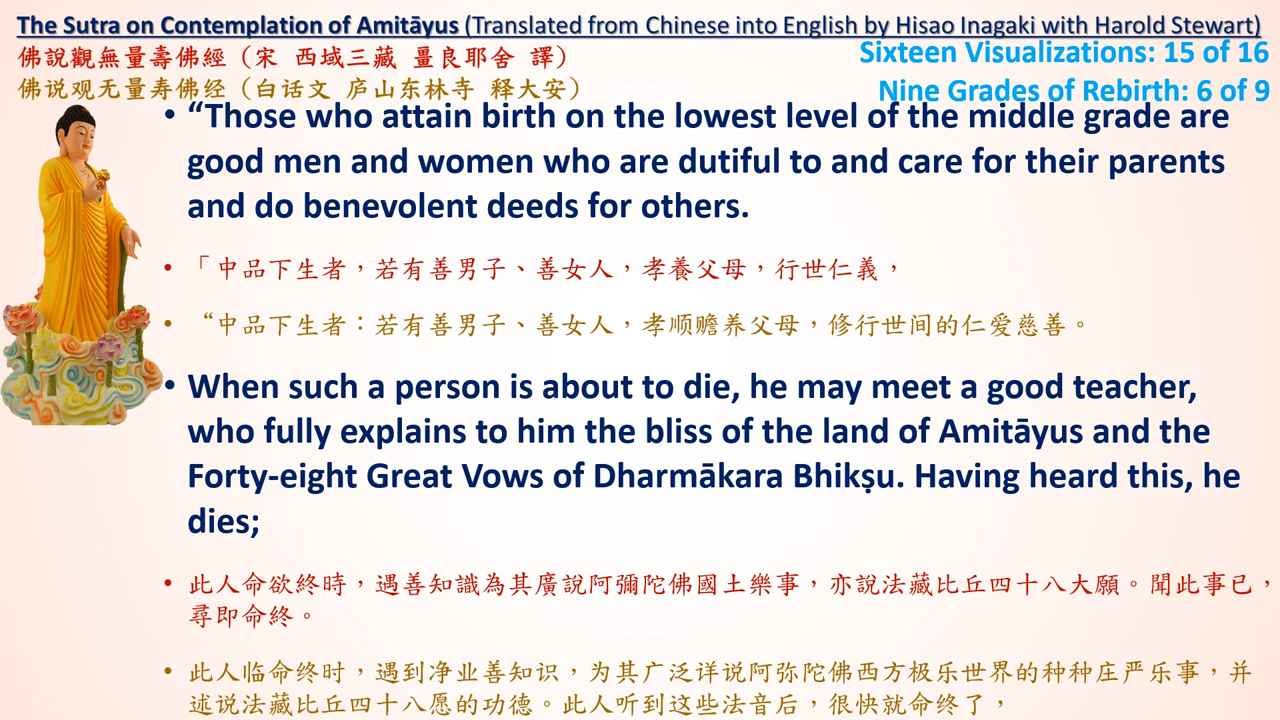 The Sutra on Contemplation of Amitāyus (Translated from Chinese into English by Hisao Inagaki with Harold Stewart)
佛說觀無量壽佛經（宋 西域三藏 畺良耶舍 譯）
Sixteen Visualizations: 15 of 16
佛说观无量寿佛经（白话文 庐山东林寺 释大安）
Nine Grades of Rebirth: 6 of 9
• “Those who attain birth on the lowest level of the middle grade are
good men and women who are dutiful to and care for their parents
and do benevolent deeds for others.
• 「中品下生者，若有善男子、善女人，孝養父母，行世仁義，
• “中品下生者：若有善男子、善女人，孝顺赡养父母，修行世间的仁爱慈善。
• When such a person is about to die, he may meet a good teacher,
who fully explains to him the bliss of the land of Amitāyus and the
Forty-eight Great Vows of Dharmākara Bhikṣu. Having heard this, he
dies;
• 此人命欲終時，遇善知識為其廣說阿彌陀佛國土樂事，亦說法藏比丘四十八大願。聞此事已，
尋即命終。
• 此人临命终时，遇到净业善知识，为其广泛详说阿弥陀佛西方极乐世界的种种庄严乐事，并
述说法藏比丘四十八愿的功德。此人听到这些法音后，很快就命终了，